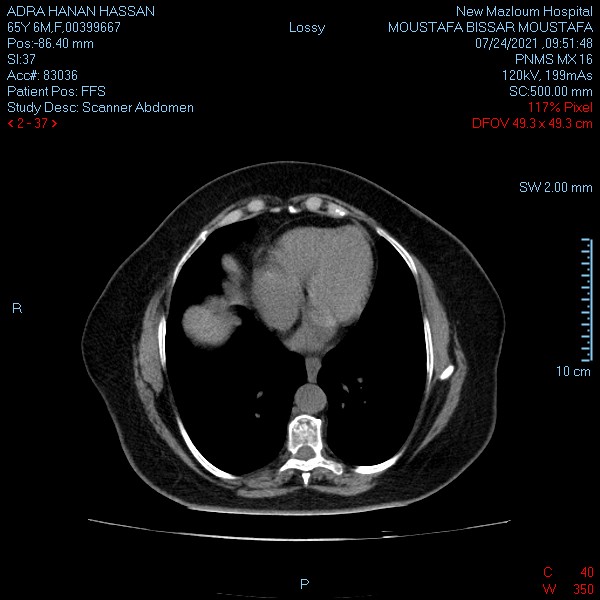 ADRA HANAN HASSAN
65Y 6M,F,00399667
Pos:-86.40 mm
SI:37
Acc#: 83036
Patient Pos: FFS
Study Desc: Scanner Abdomen
< 2 - 37 >
Lossy
New Mazloum Hospital
MOUSTAFA BISSAR MOUSTAFA
07/24/2021 ,09:51:48
PNMS MX 16
120kV, 199mAs
SC:500.00 mm
117% Pixel
DFOV 49.3 x 49.3 cm
SW 2.00 mm
R
10 cm
P
C 40
W 350